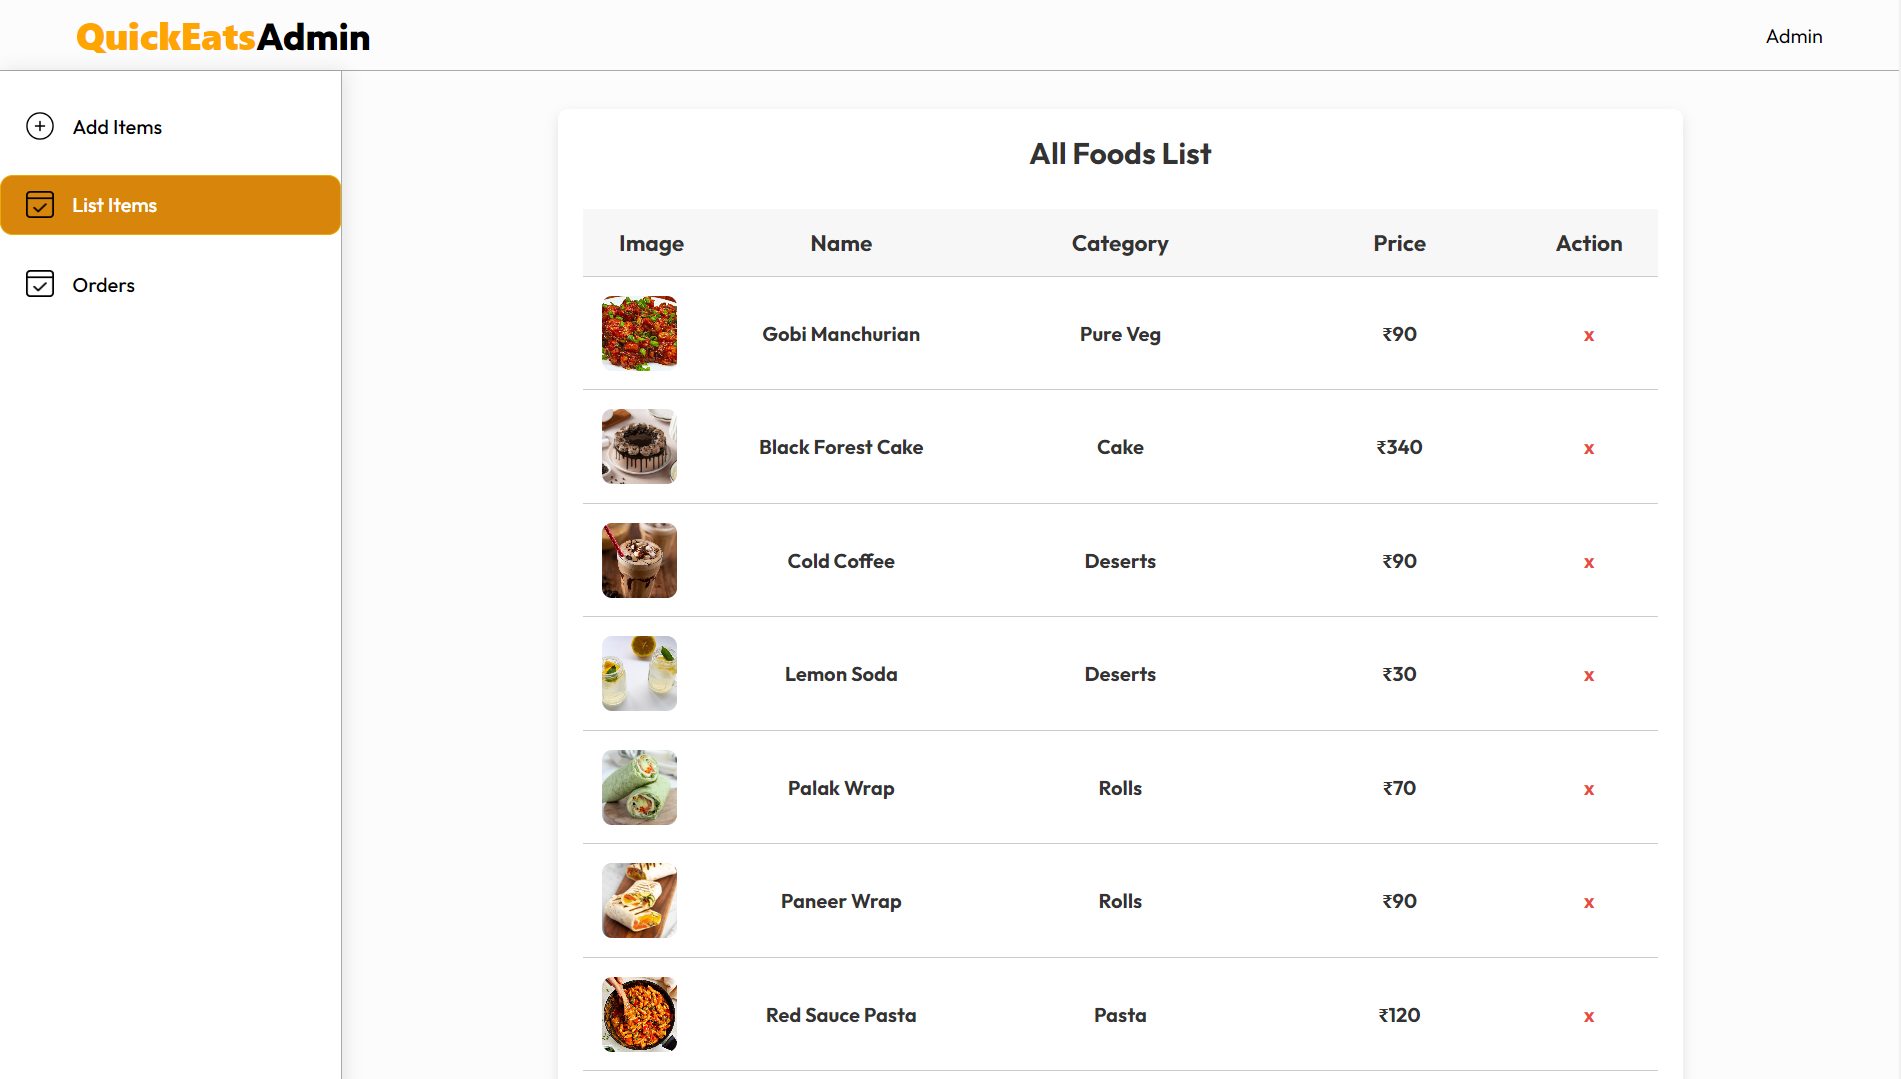 QuickEatsAdmin
Admin
Add Items
List Items
Orders
All Foods List
Image Name Category Price Action
Gobi Manchurian Pure Veg ₹90 x
Black Forest Cake Cake ₹340 x
Cold Coffee Deserts ₹90 x
Lemon Soda Deserts ₹30 x
Palak Wrap Rolls ₹70 x
Paneer Wrap Rolls ₹90 x
Red Sauce Pasta Pasta ₹120 x